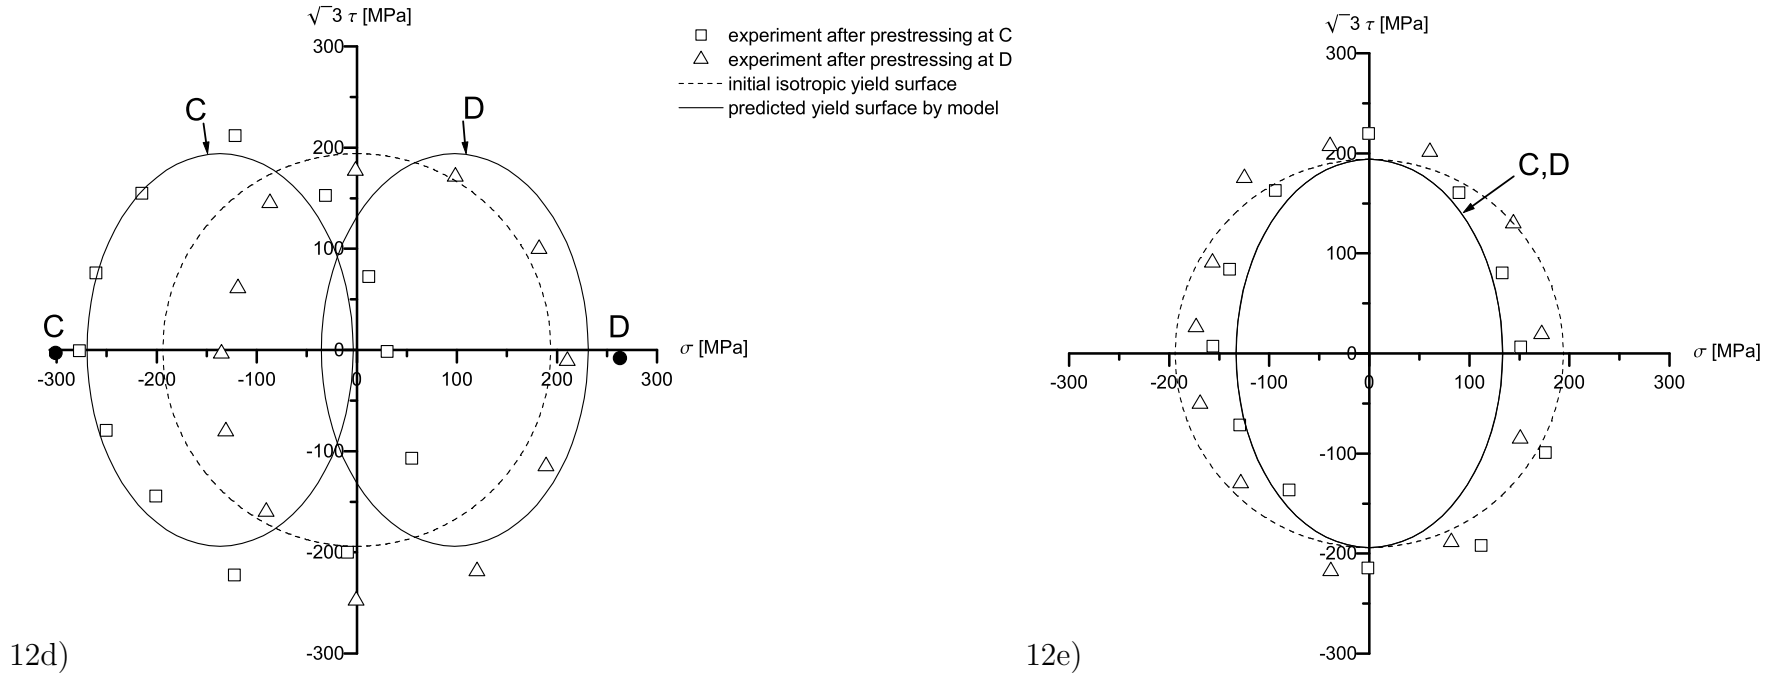 √3 τ [MPa]
300
200
100
0
-100
-200
-300
-300 -200 -100 0 100 200 300
σ [MPa]
C
D
C
D
12d)
experiment after prestressing at C
experiment after prestressing at D
initial isotropic yield surface
predicted yield surface by model
√3 τ [MPa]
300
200
100
0
-100
-200
-300
-300 -200 -100 0 100 200 300
σ [MPa]
C,D
12e)